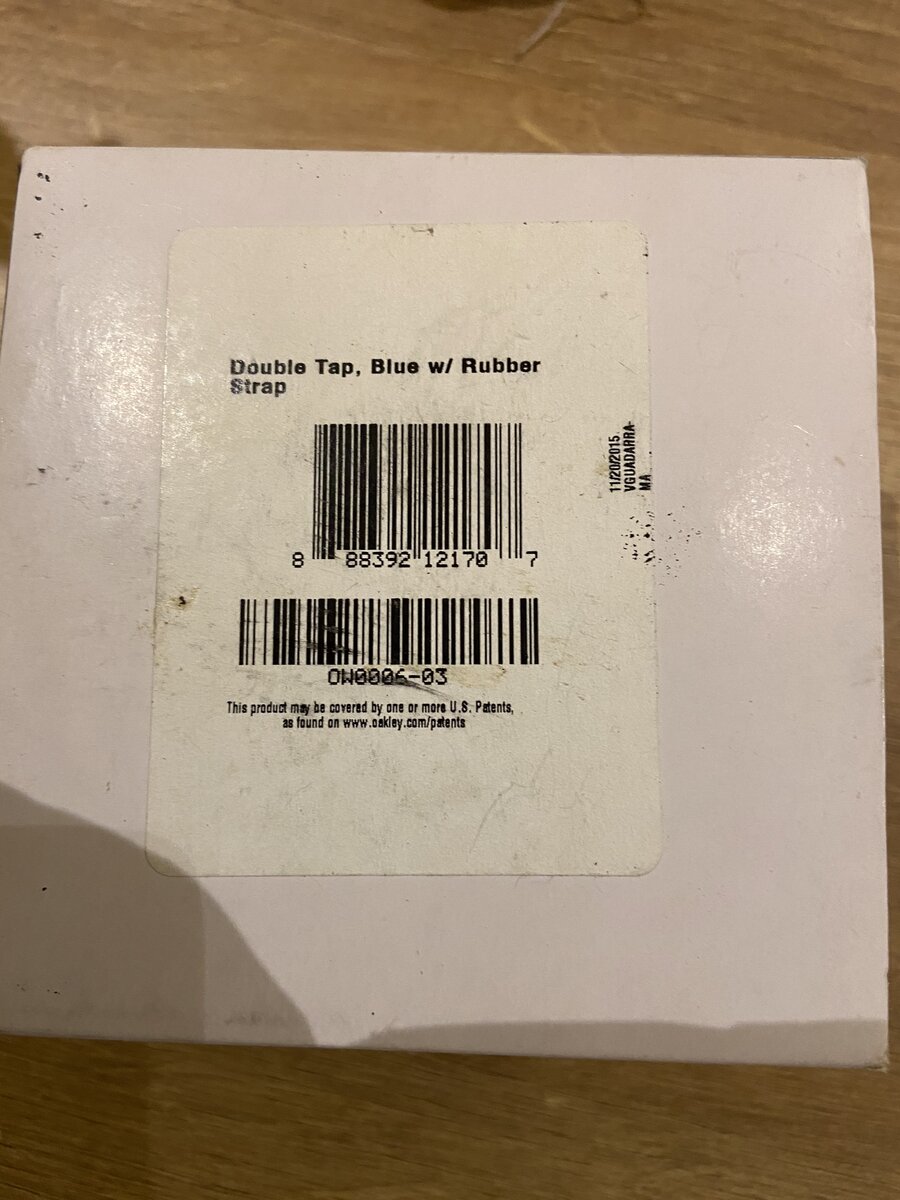 Double Tap, Blue w/ Rubber
Strap
11/20/2015
VGUADARRA-
MA
8 88392 12170 7
OW0006-03
This product may be covered by one or more U.S. Patents,
as found on www.oakley.com/patents